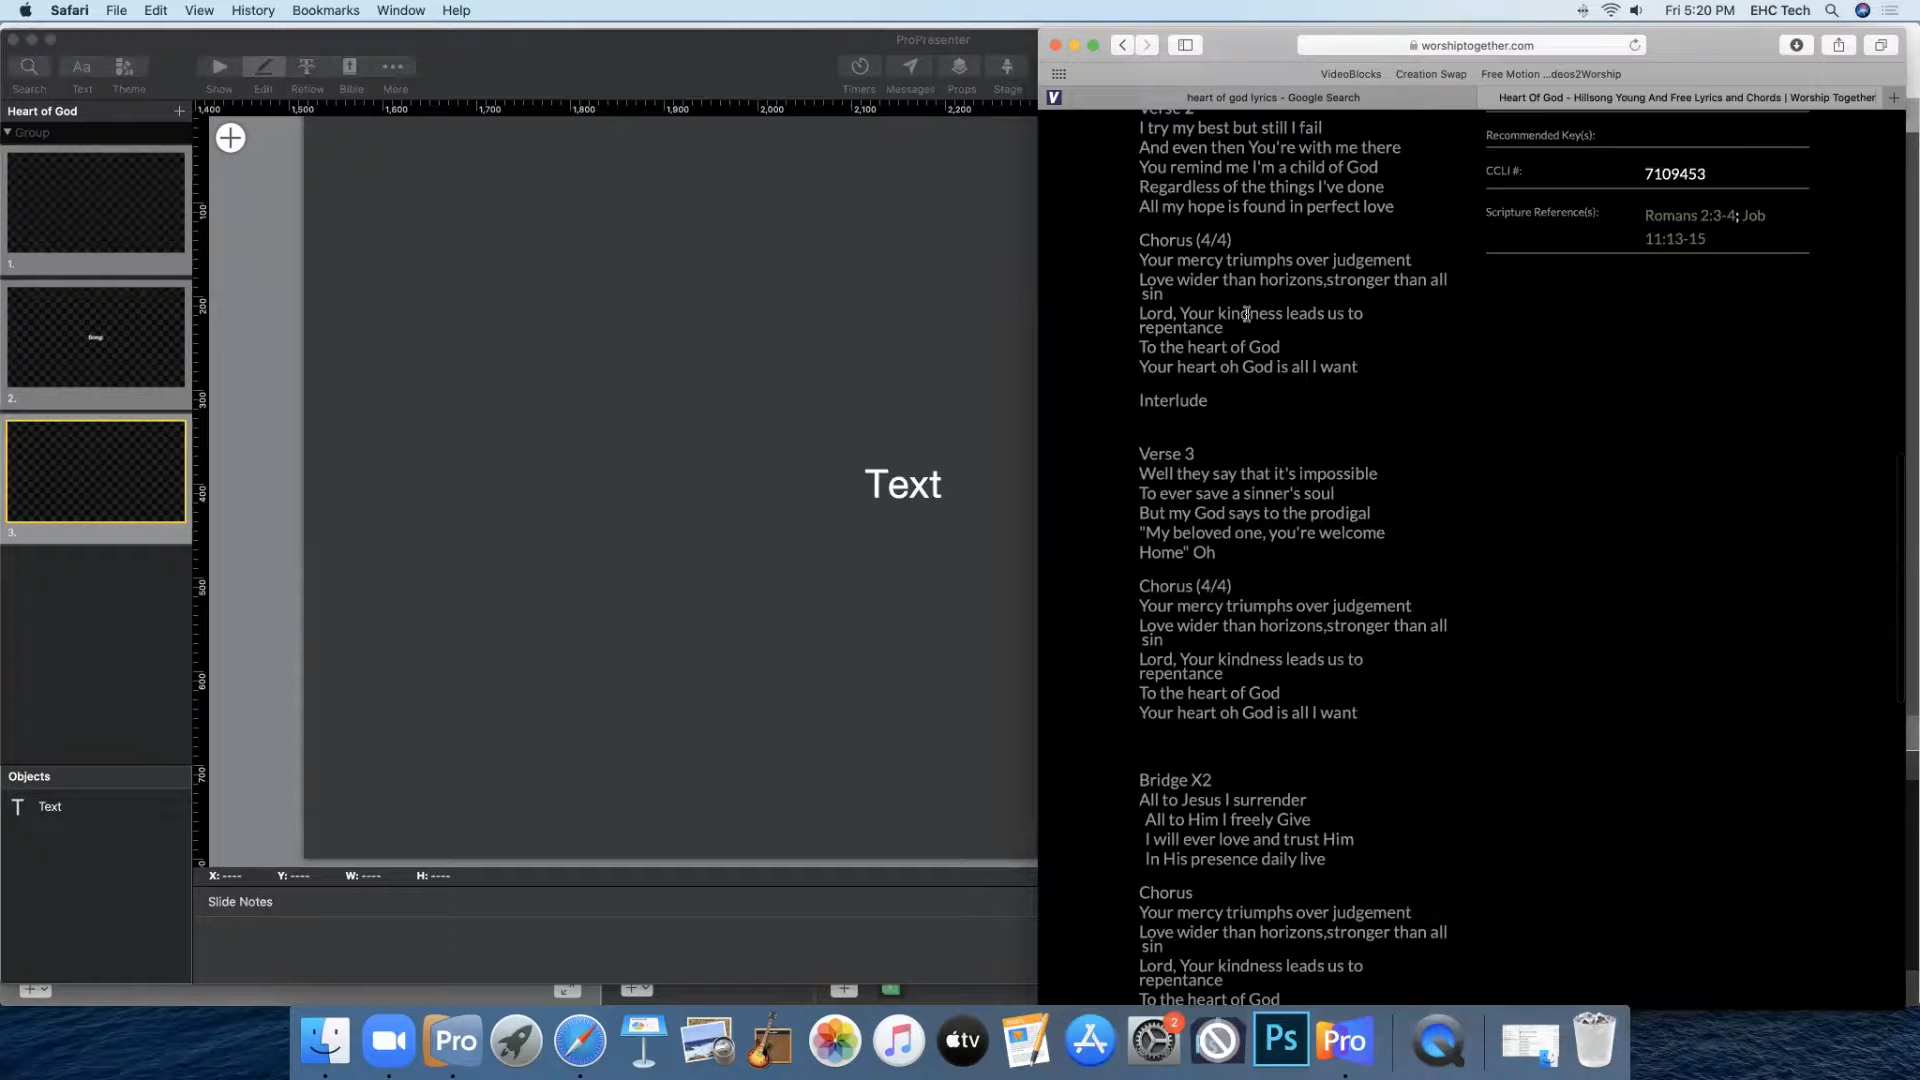 Safari File Edit View History Bookmarks Window Help
Fri 5:20 PM EHC Tech
ProPresenter
Search Text Theme Show Edit Reflow Bible More Timers Messages Props Stage
worshiptogether.com
VideoBlocks Creation Swap Free Motion ...deos2Worship
heart of god lyrics - Google Search
Heart Of God - Hillsong Young And Free Lyrics and Chords | Worship Together
Heart of God
Group
1,400 1,500 1,600 1,700 1,800 1,900 2,000 2,100 2,200
100
200
300
400
500
600
700
1.
Song:
2.
3.
Text
Objects
T Text
X: ---- Y: ---- W: ---- H: ----
Slide Notes
Verse 2
I try my best but still I fail
And even then You're with me there
You remind me I'm a child of God
Regardless of the things I've done
All my hope is found in perfect love
Chorus (4/4)
Your mercy triumphs over judgement
Love wider than horizons,stronger than all
sin
Lord, Your kindness leads us to
repentance
To the heart of God
Your heart oh God is all I want
Interlude
Verse 3
Well they say that it's impossible
To ever save a sinner's soul
But my God says to the prodigal
"My beloved one, you're welcome
Home" Oh
Chorus (4/4)
Your mercy triumphs over judgement
Love wider than horizons,stronger than all
sin
Lord, Your kindness leads us to
repentance
To the heart of God
Your heart oh God is all I want
Bridge X2
All to Jesus I surrender
All to Him I freely Give
I will ever love and trust Him
In His presence daily live
Chorus
Your mercy triumphs over judgement
Love wider than horizons,stronger than all
sin
Lord, Your kindness leads us to
repentance
To the heart of God
Recommended Key(s):
CCLI #: 7109453
Scripture Reference(s): Romans 2:3-4; Job
11:13-15
Pro
tv
2
Ps
Pro